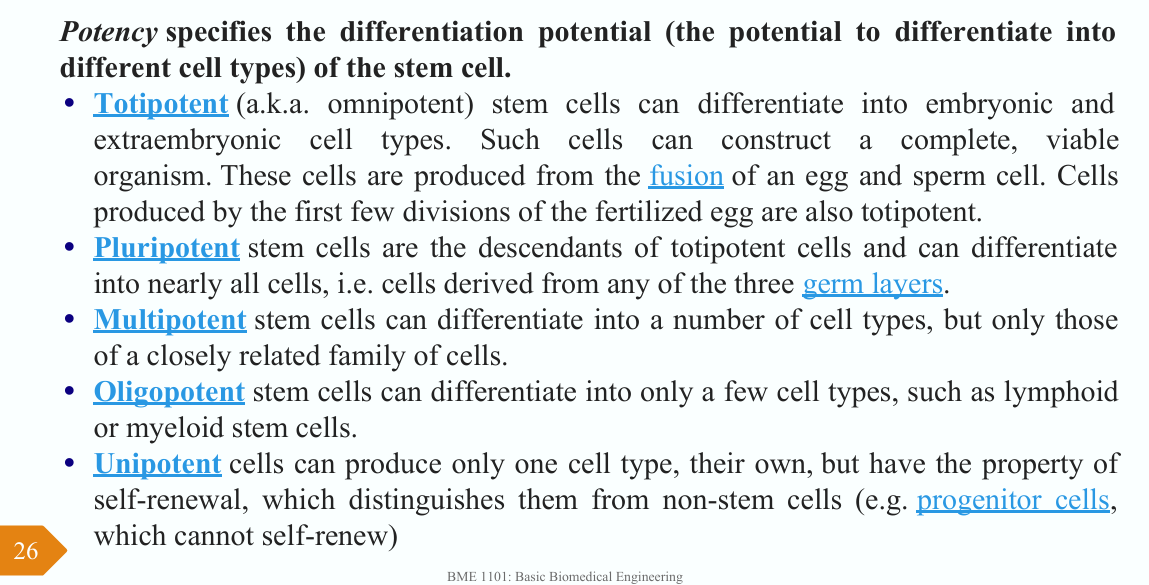 Potency specifies the differentiation potential (the potential to differentiate into
different cell types) of the stem cell.
• Totipotent (a.k.a. omnipotent) stem cells can differentiate into embryonic and
extraembryonic cell types. Such cells can construct a complete, viable
organism. These cells are produced from the fusion of an egg and sperm cell. Cells
produced by the first few divisions of the fertilized egg are also totipotent.
• Pluripotent stem cells are the descendants of totipotent cells and can differentiate
into nearly all cells, i.e. cells derived from any of the three germ layers.
• Multipotent stem cells can differentiate into a number of cell types, but only those
of a closely related family of cells.
• Oligopotent stem cells can differentiate into only a few cell types, such as lymphoid
or myeloid stem cells.
• Unipotent cells can produce only one cell type, their own, but have the property of
self-renewal, which distinguishes them from non-stem cells (e.g. progenitor cells,
which cannot self-renew)
26
BME 1101: Basic Biomedical Engineering